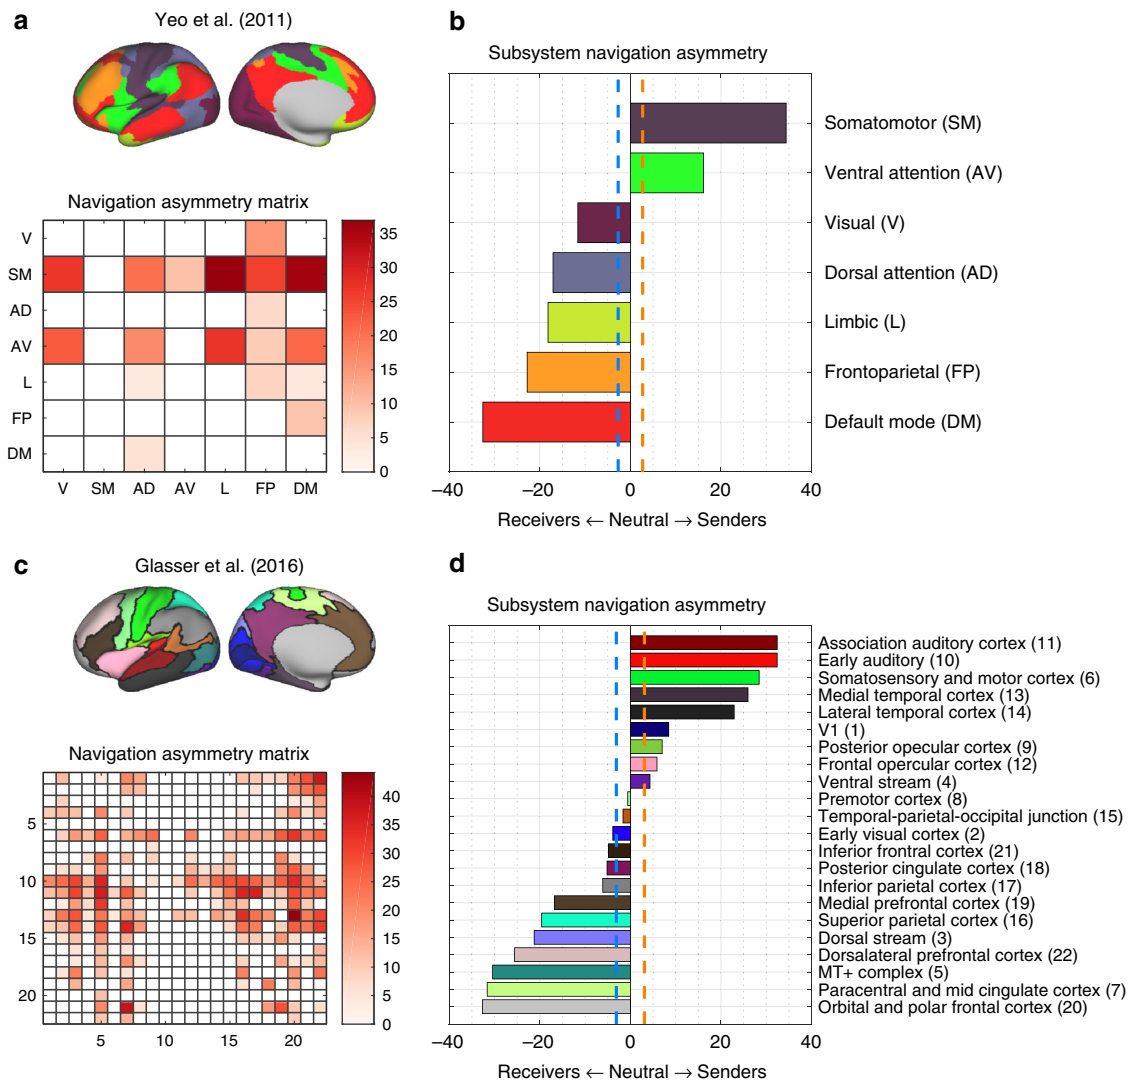 a
Yeo et al. (2011)
Navigation asymmetry matrix
V
SM
AD
AV
L
FP
DM
V SM AD AV L FP DM
35
30
25
20
15
10
5
0
b
Subsystem navigation asymmetry
Somatomotor (SM)
Ventral attention (AV)
Visual (V)
Dorsal attention (AD)
Limbic (L)
Frontoparietal (FP)
Default mode (DM)
−40 −20 0 20 40
Receivers ← Neutral → Senders
c
Glasser et al. (2016)
Navigation asymmetry matrix
5
10
15
20
5 10 15 20
40
35
30
25
20
15
10
5
0
d
Subsystem navigation asymmetry
Association auditory cortex (11)
Early auditory (10)
Somatosensory and motor cortex (6)
Medial temporal cortex (13)
Lateral temporal cortex (14)
V1 (1)
Posterior opecular cortex (9)
Frontal opercular cortex (12)
Ventral stream (4)
Premotor cortex (8)
Temporal-parietal-occipital junction (15)
Early visual cortex (2)
Inferior frontral cortex (21)
Posterior cingulate cortex (18)
Inferior parietal cortex (17)
Medial prefrontal cortex (19)
Superior parietal cortex (16)
Dorsal stream (3)
Dorsalateral prefrontal cortex (22)
MT+ complex (5)
Paracentral and mid cingulate cortex (7)
Orbital and polar frontal cortex (20)
−40 −20 0 20 40
Receivers ← Neutral → Senders